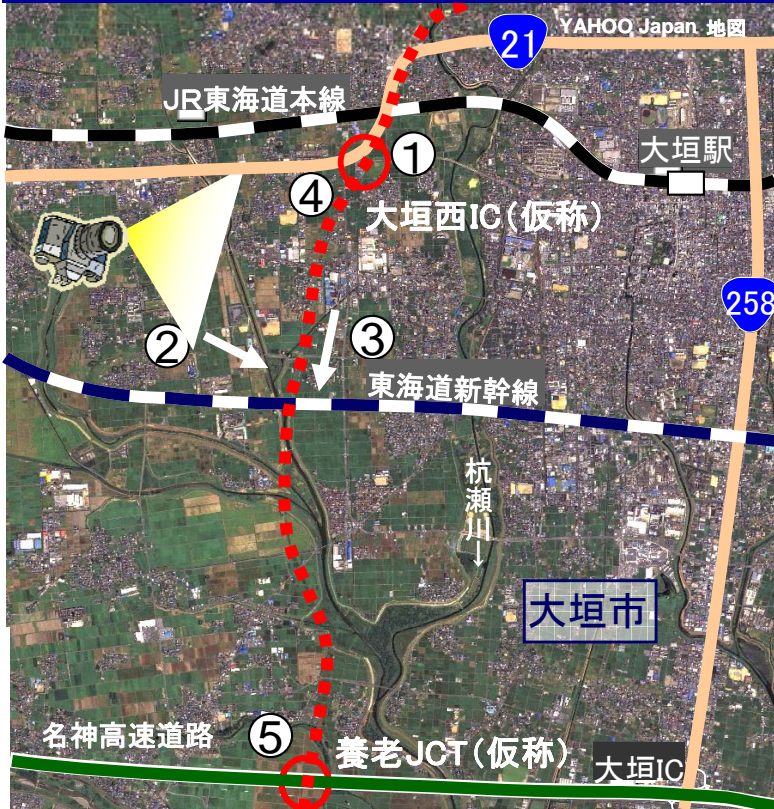 YAHOO Japan 地図
21
JR東海道本線
大垣駅
①
④
大垣西IC(仮称)
258
②
③
東海道新幹線
杭瀬川→
大垣市
名神高速道路
⑤
養老JCT(仮称)
大垣IC